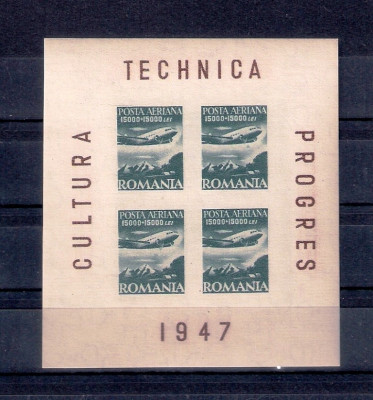 TECHNICA
CULTURA
PROGRES
POSTA AERIANA
15000+15000 LEI
ROMANIA
POSTA AERIANA
15000+15000 LEI
ROMANIA
POSTA AERIANA
15000+15000 LEI
ROMANIA
POSTA AERIANA
15000+15000 LEI
ROMANIA
1947